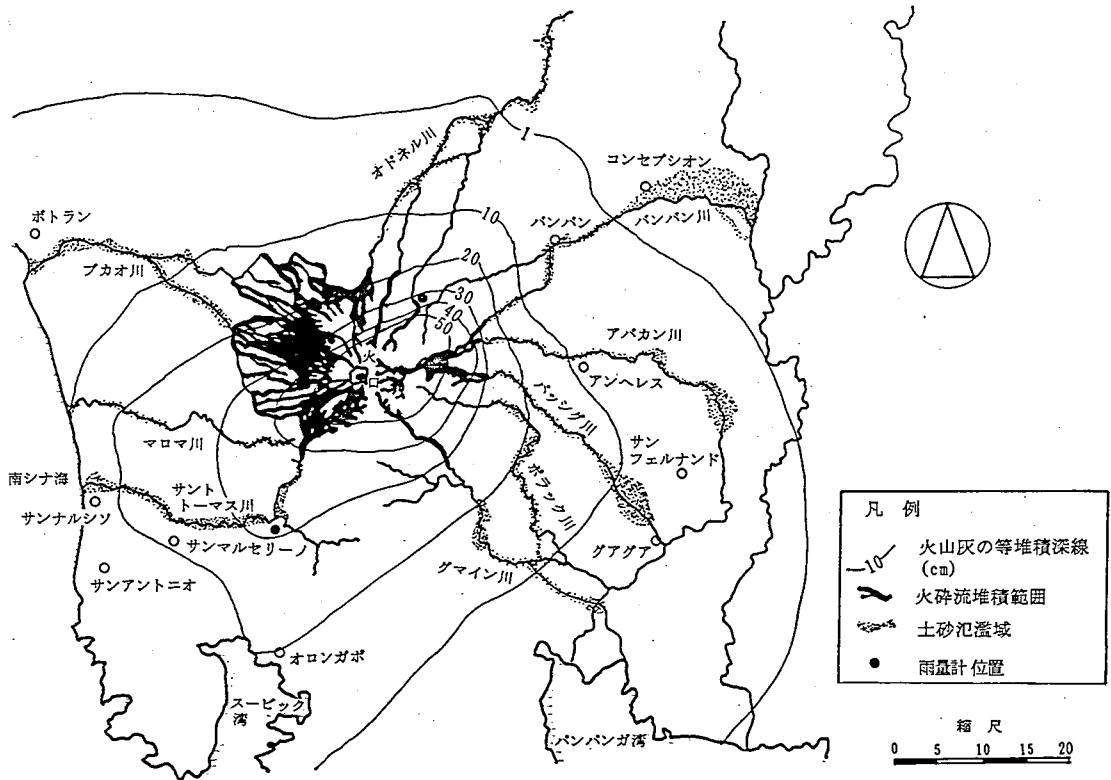 オドネル川
1
コンセプシオン
ボトラン
10
バンバン
バンバン川
ブカオ川
20
30
40
50
火
口
アバカン川
アンヘレス
パッシグ川
マロマ川
サン
フェルナンド
ポラック川
南シナ海
サント
トーマス川
サンナルシソ
サンマルセリーノ
グアグア
サンアントニオ
グマイン川
オロンガポ
スービック
湾
パンパンガ湾
凡 例
10
火山灰の等堆積深線
(cm)
火砕流堆積範囲
土砂氾濫域
雨量計位置
縮 尺
0 5 10 15 20